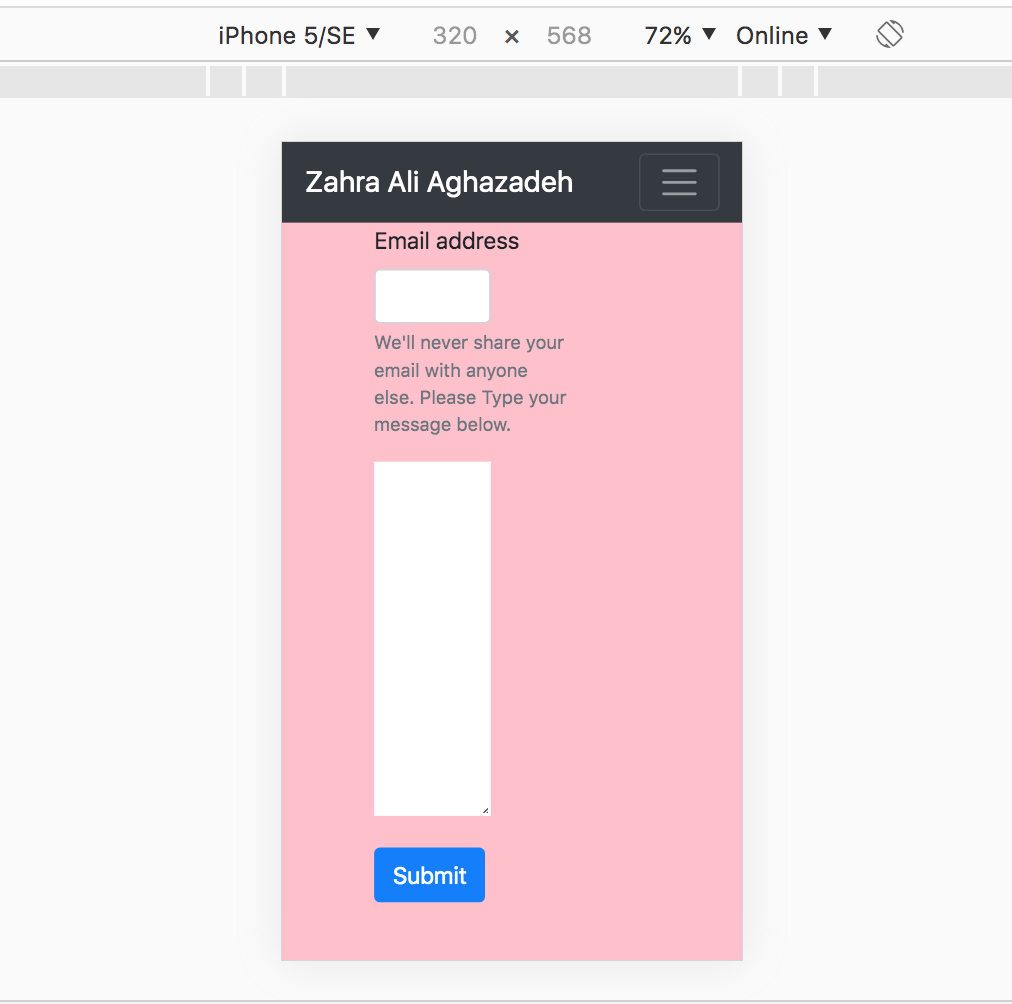 iPhone 5/SE ▼ 320 × 568 72% ▼ Online ▼
Zahra Ali Aghazadeh
Email address
We'll never share your
email with anyone
else. Please Type your
message below.
Submit